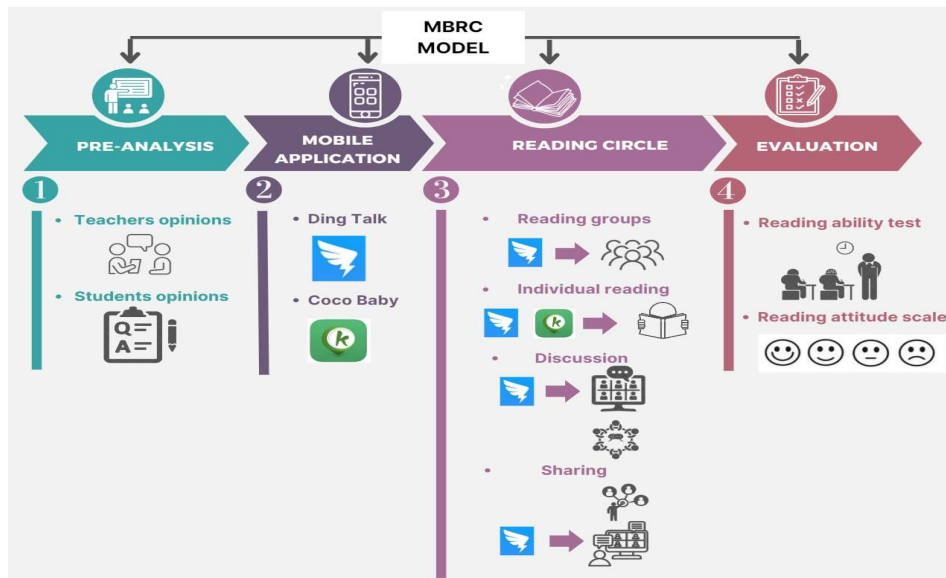 MBRC
MODEL
PRE-ANALYSIS
MOBILE
APPLICATION
READING CIRCLE
EVALUATION
1
• Teachers opinions
• Students opinions
Q=
A=
2
• Ding Talk
• Coco Baby
k
3
• Reading groups
• Individual reading
k
• Discussion
• Sharing
4
• Reading ability test
• Reading attitude scale